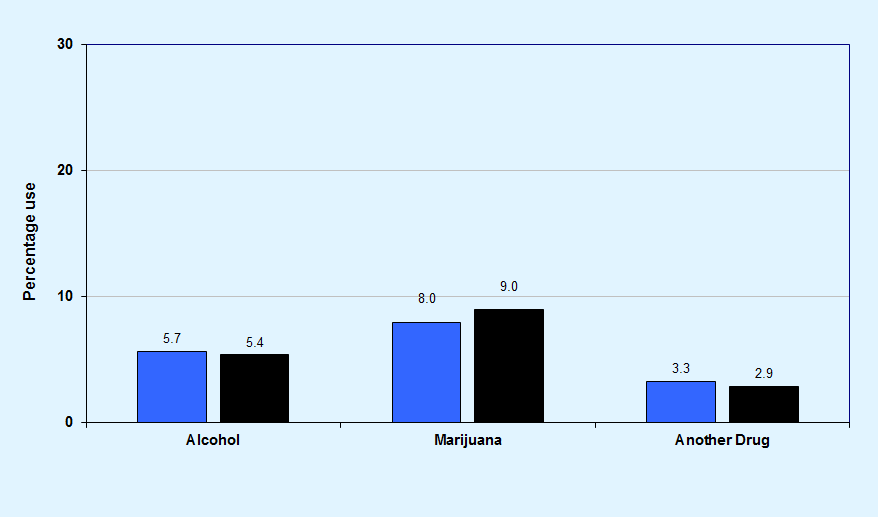 30
20
10
0
Percentage use
5.7
5.4
8.0
9.0
3.3
2.9
Alcohol
Marijuana
Another Drug